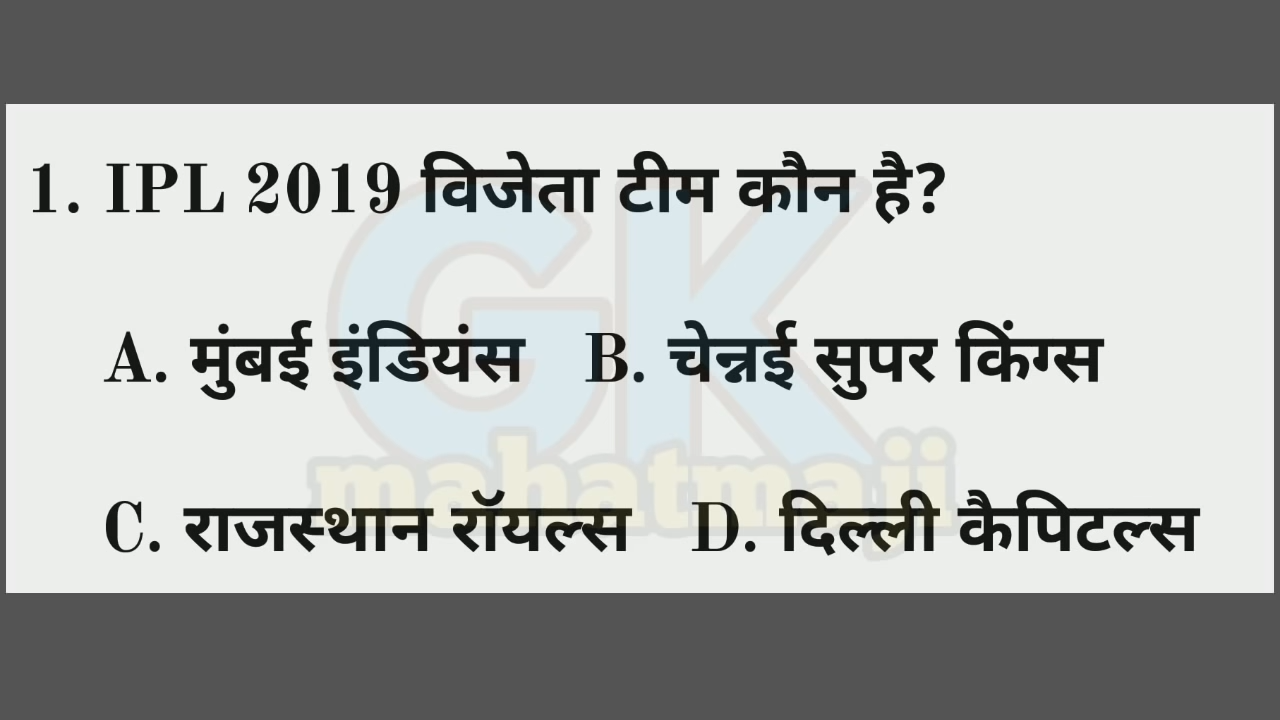 1. IPL 2019 विजेता टीम कौन है?
A. मुंबई इंडियंस B. चेन्नई सुपर किंग्स
C. राजस्थान रॉयल्स D. दिल्ली कैपिटल्स
GK
mahatmaji